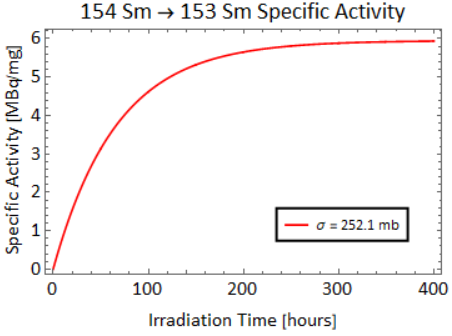 154 Sm → 153 Sm Specific Activity
Specific Activity [MBq/mg]
6
5
4
3
2
1
0
σ = 252.1 mb
0 100 200 300 400
Irradiation Time [hours]